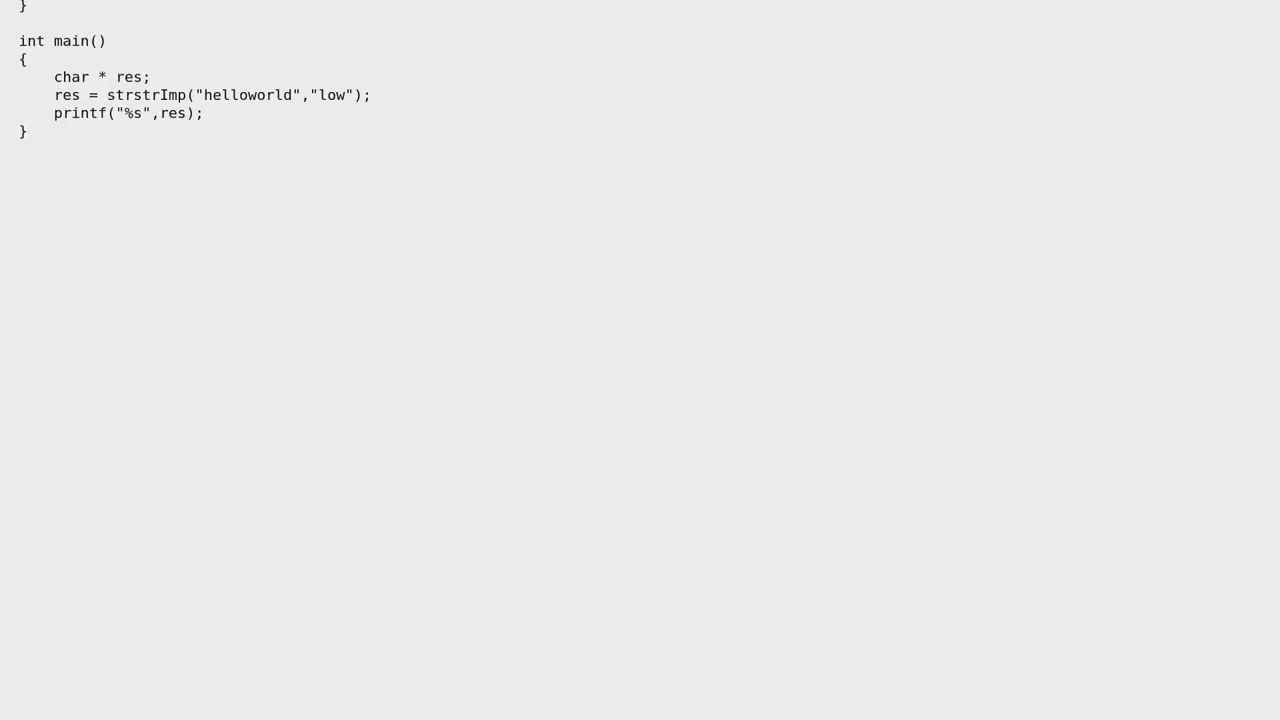 }

int main()
{
    char * res;
    res = strstrImp("helloworld","low");
    printf("%s",res);
}